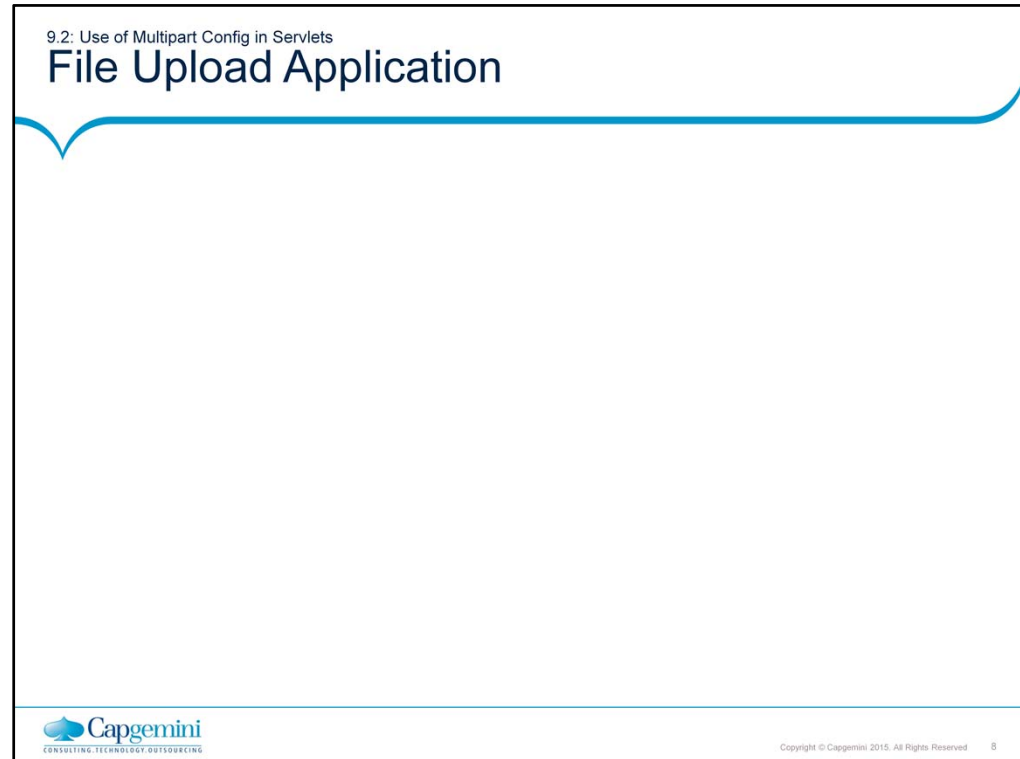 9.2: Use of Multipart Config in Servlets
File Upload Application
Capgemini
CONSULTING.TECHNOLOGY.OUTSOURCING
Copyright © Capgemini 2015. All Rights Reserved 8